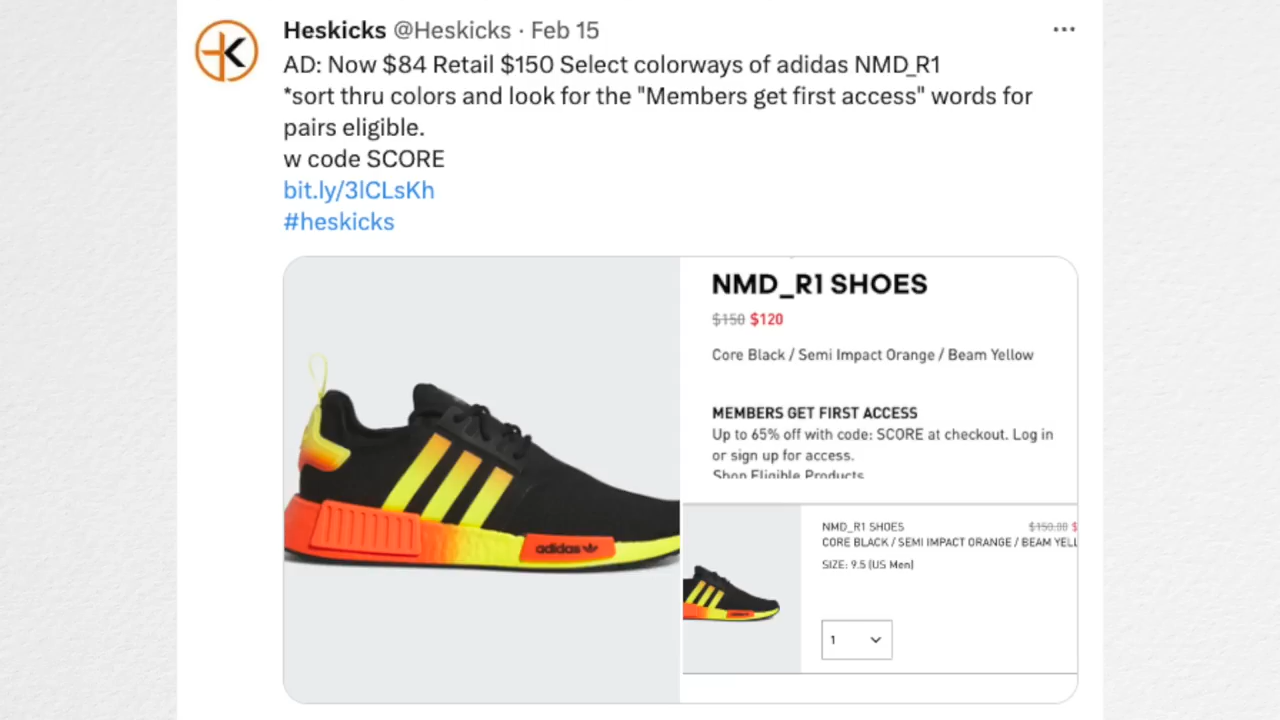 Heskicks @Heskicks · Feb 15
AD: Now $84 Retail $150 Select colorways of adidas NMD_R1
*sort thru colors and look for the "Members get first access" words for
pairs eligible.
w code SCORE
bit.ly/3lCLsKh
#heskicks
NMD_R1 SHOES
$150 $120
Core Black / Semi Impact Orange / Beam Yellow
MEMBERS GET FIRST ACCESS
Up to 65% off with code: SCORE at checkout. Log in
or sign up for access.
Shop Eligible Products
adidas
NMD_R1 SHOES $150.00 $
CORE BLACK / SEMI IMPACT ORANGE / BEAM YELL
SIZE: 9.5 (US Men)
1